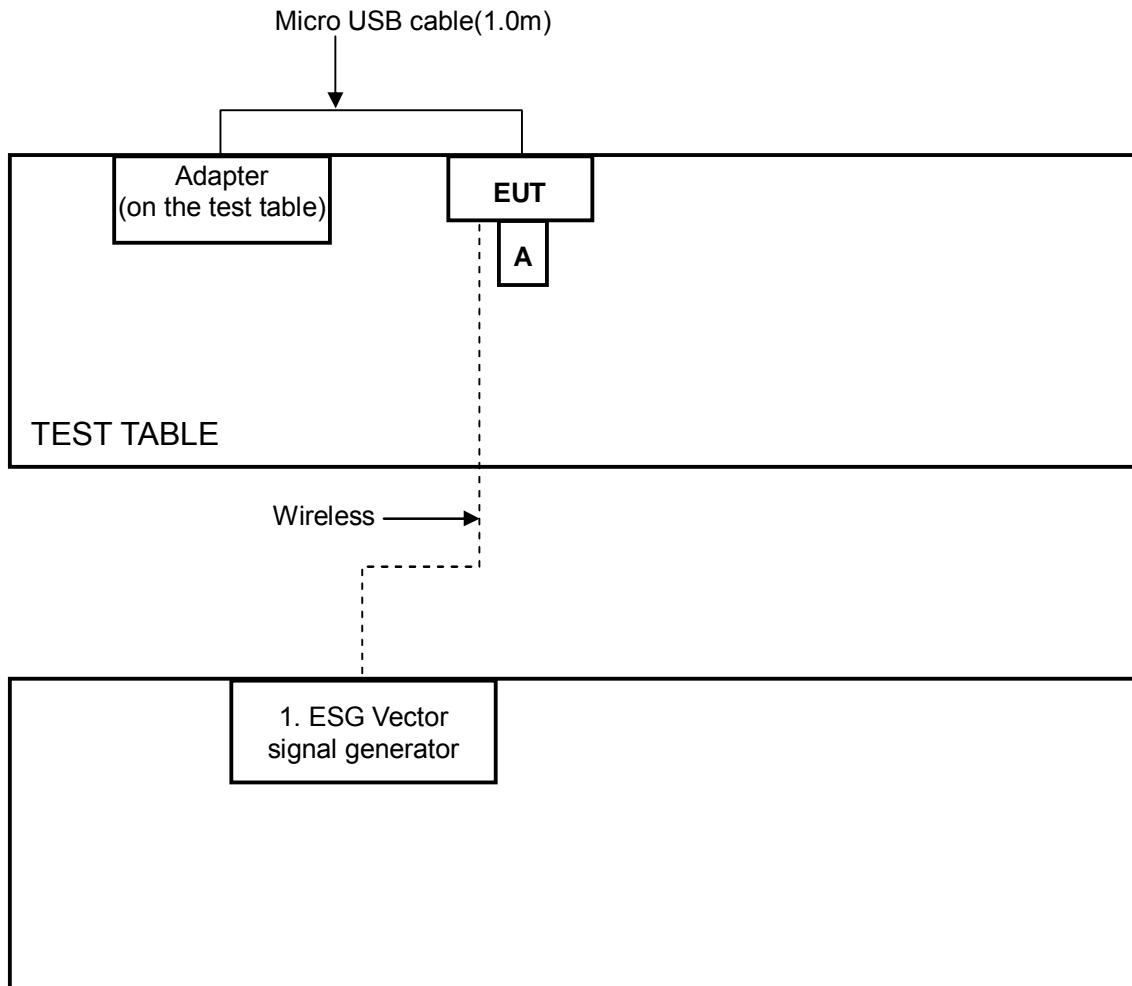 Micro USB cable(1.0m)
Adapter
(on the test table)
EUT
A
TEST TABLE
Wireless
1. ESG Vector
signal generator